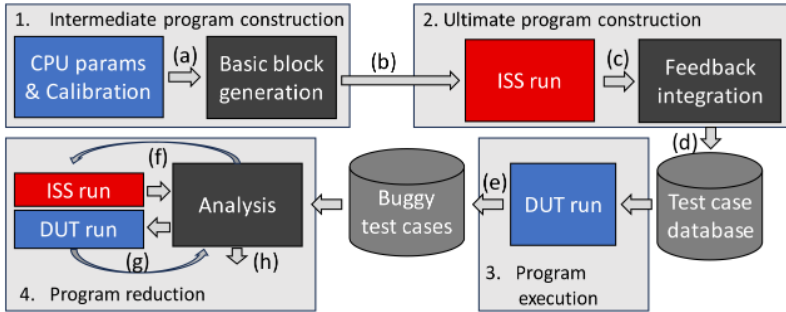 1. Intermediate program construction
CPU params
& Calibration
(a)
Basic block
generation
(b)
2. Ultimate program construction
ISS run
(c)
Feedback
integration
(d)
Test case
database
DUT run
3. Program
execution
(e)
Buggy
test cases
(f)
ISS run
DUT run
Analysis
(g)
(h)
4. Program reduction